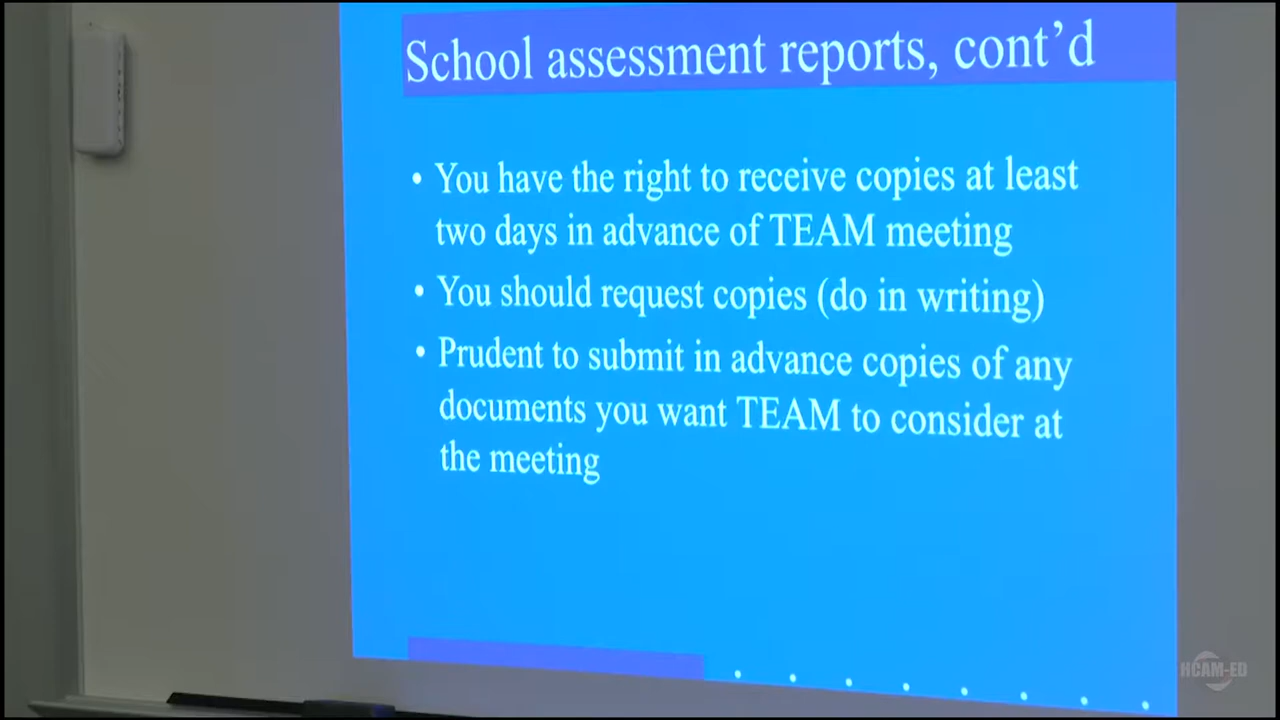 School assessment reports, cont’d
• You have the right to receive copies at least
two days in advance of TEAM meeting
• You should request copies (do in writing)
• Prudent to submit in advance copies of any
documents you want TEAM to consider at
the meeting
HCAM-ED